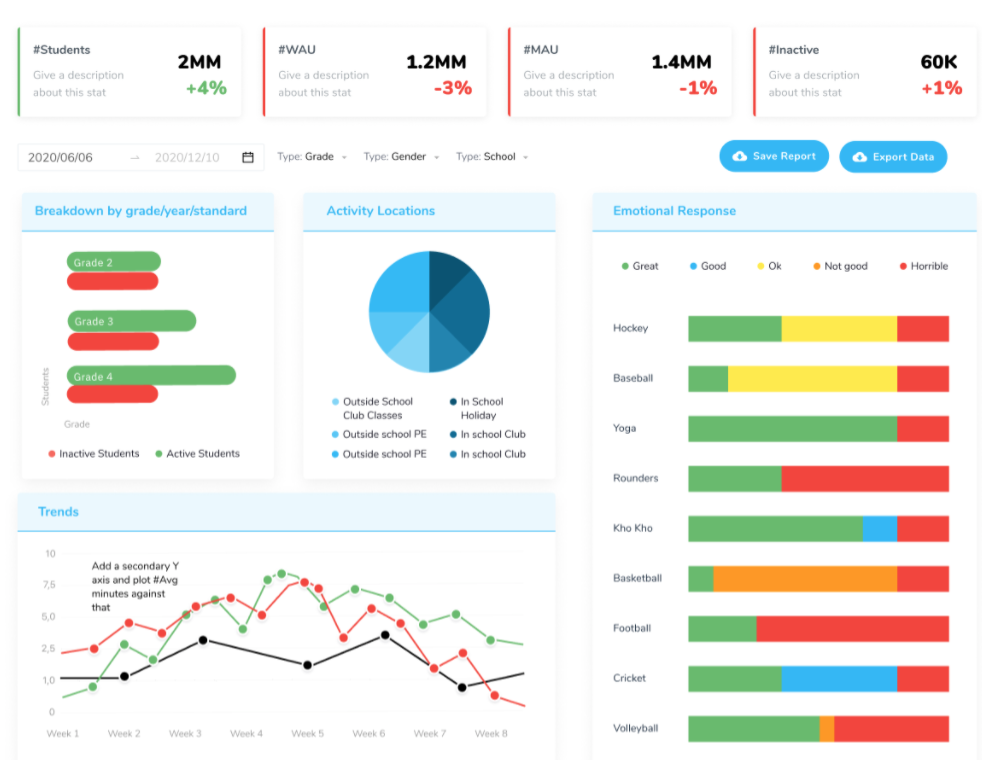 #Students
2MM
Give a description
about this stat
+4%
#WAU
1.2MM
Give a description
about this stat
-3%
#MAU
1.4MM
Give a description
about this stat
-1%
#Inactive
60K
Give a description
about this stat
+1%
2020/06/06 → 2020/12/10
Type: Grade
Type: Gender
Type: School
Save Report
Export Data
Breakdown by grade/year/standard
Grade 2
Grade 3
Grade 4
Students
Grade
Inactive Students
Active Students
Activity Locations
Outside School
Club Classes
In School
Holiday
Outside school PE
In school Club
Outside school PE
In school Club
Emotional Response
Great
Good
Ok
Not good
Horrible
Hockey
Baseball
Yoga
Rounders
Kho Kho
Basketball
Football
Cricket
Volleyball
Trends
10
7,5
5,0
2,5
1,0
0
Add a secondary Y
axis and plot #Avg
minutes against
that
Week 1
Week 2
Week 3
Week 4
Week 5
Week 6
Week 7
Week 8